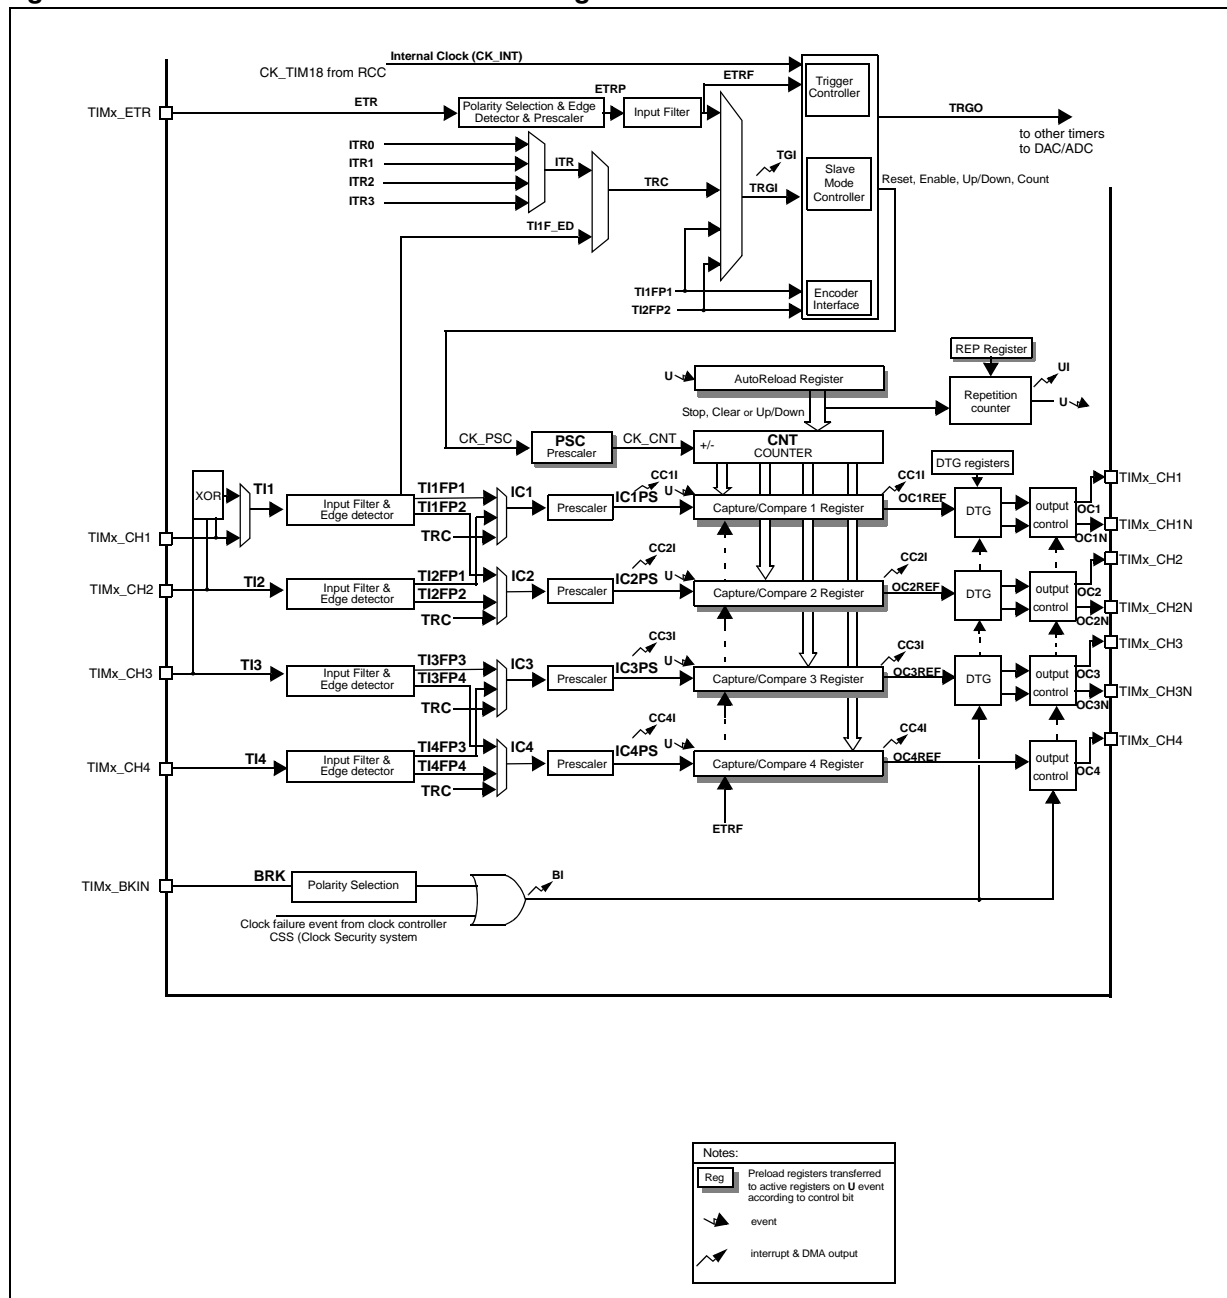 Internal Clock (CK_INT)
CK_TIM18 from RCC
ETRF
Trigger
Controller
ETR
ETRP
TIMx_ETR
Polarity Selection & Edge
Detector & Prescaler
Input Filter
TRGO
to other timers
to DAC/ADC
ITR0
ITR1
ITR2
ITR3
ITR
TRC
TGI
TRGI
Slave
Mode
Controller
Reset, Enable, Up/Down, Count
TI1F_ED
TI1FP1
TI2FP2
Encoder
Interface
REP Register
U
AutoReload Register
UI
Repetition
counter
U
Stop, Clear or Up/Down
CK_PSC
PSC
Prescaler
CK_CNT
+/-
CNT
COUNTER
DTG registers
XOR
TI1
Input Filter &
Edge detector
TI1FP1
TI1FP2
TRC
IC1
Prescaler
CC1I
IC1PS
U
Capture/Compare 1 Register
CC1I
OC1REF
DTG
output
control
OC1
OC1N
TIMx_CH1
TIMx_CH1N
TIMx_CH1
TIMx_CH2
TI2
Input Filter &
Edge detector
TI2FP1
TI2FP2
TRC
IC2
Prescaler
CC2I
IC2PS
U
Capture/Compare 2 Register
CC2I
OC2REF
DTG
output
control
OC2
OC2N
TIMx_CH2
TIMx_CH2N
TIMx_CH3
TI3
Input Filter &
Edge detector
TI3FP3
TI3FP4
TRC
IC3
Prescaler
CC3I
IC3PS
U
Capture/Compare 3 Register
CC3I
OC3REF
DTG
output
control
OC3
OC3N
TIMx_CH3
TIMx_CH3N
TIMx_CH4
TI4
Input Filter &
Edge detector
TI4FP3
TI4FP4
TRC
IC4
Prescaler
CC4I
IC4PS
U
Capture/Compare 4 Register
CC4I
OC4REF
output
control
OC4
TIMx_CH4
ETRF
TIMx_BKIN
BRK
Polarity Selection
BI
Clock failure event from clock controller
CSS (Clock Security system
Notes:
Reg
Preload registers transferred
to active registers on U event
according to control bit
event
interrupt & DMA output